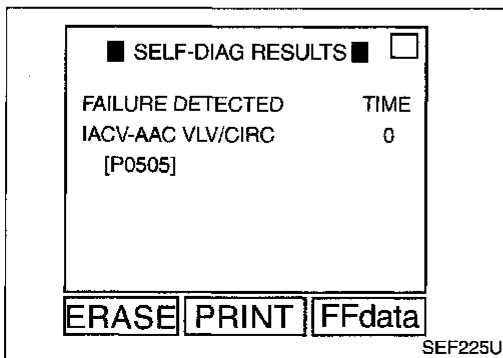 ■ SELF-DIAG RESULTS ■
FAILURE DETECTED TIME
IACV-AAC VLV/CIRC 0
[P0505]
ERASE PRINT FFdata
SEF225U